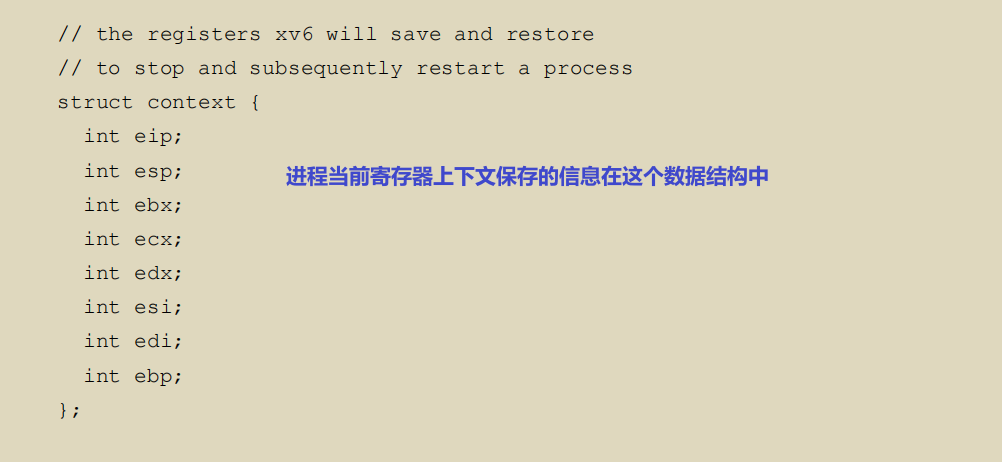 // the registers xv6 will save and restore
// to stop and subsequently restart a process
struct context {
  int eip;
  int esp;
进程当前寄存器上下文保存的信息在这个数据结构中
  int ebx;
  int ecx;
  int edx;
  int esi;
  int edi;
  int ebp;
};